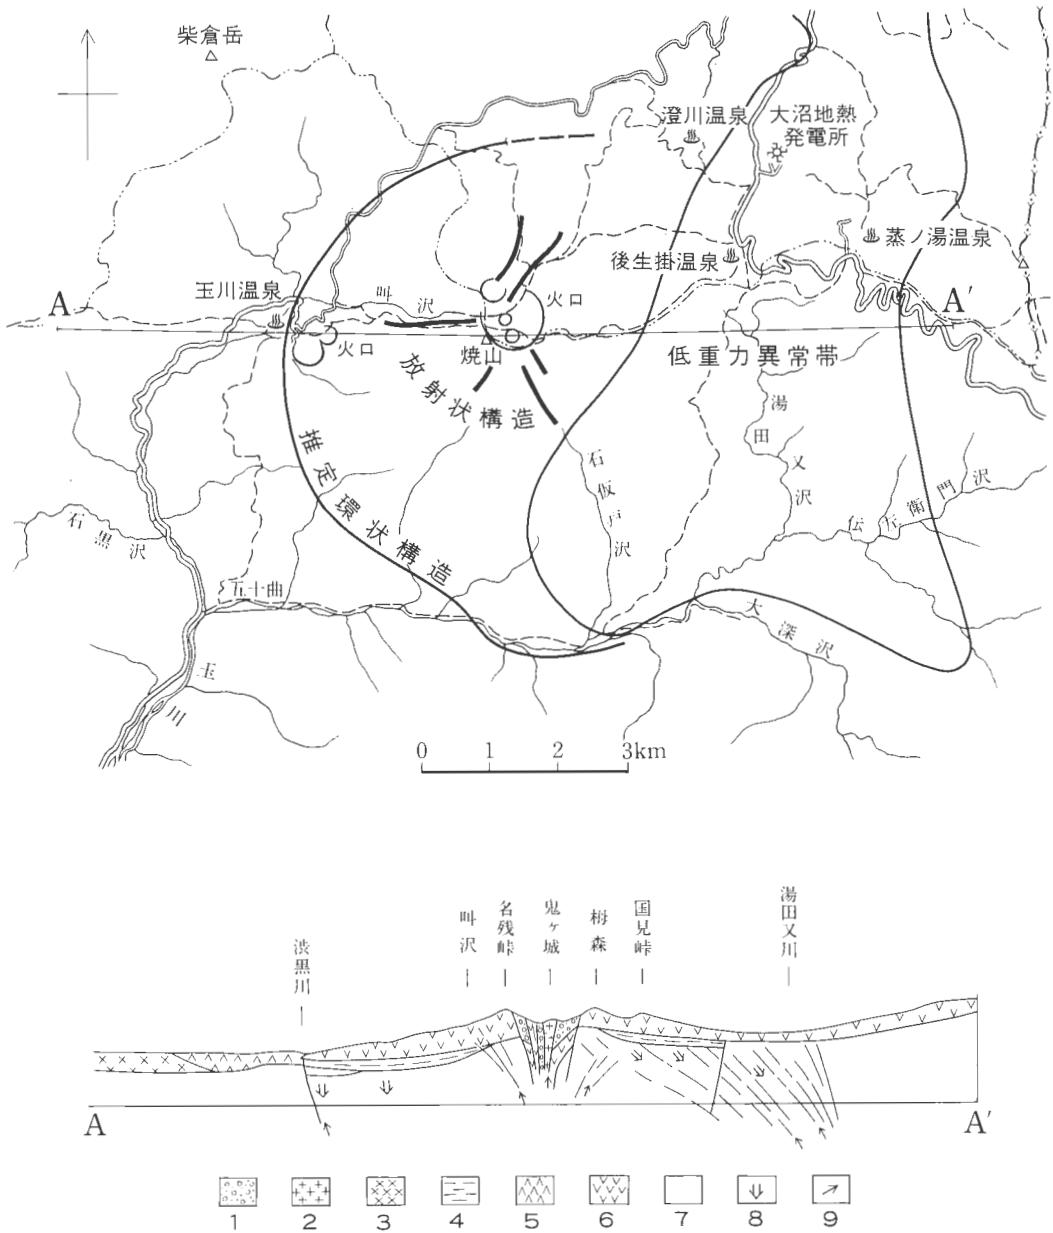 柴倉岳
澄川温泉
大沼地熱
発電所
蒸ノ湯温泉
後生掛温泉
玉川温泉
叫沢
火口
A
A′
火口
焼山
低重力異常帯
放射状構造
湯田又沢
推定環状構造
石仮戸沢
伝兵衛門沢
石黒沢
五十曲
大深沢
玉川
0 1 2 3km
渋黒川
叫沢
名残峠
鬼ヶ城
栂森
国見峠
湯田又川
A
A′
1 2 3 4 5 6 7 8 9